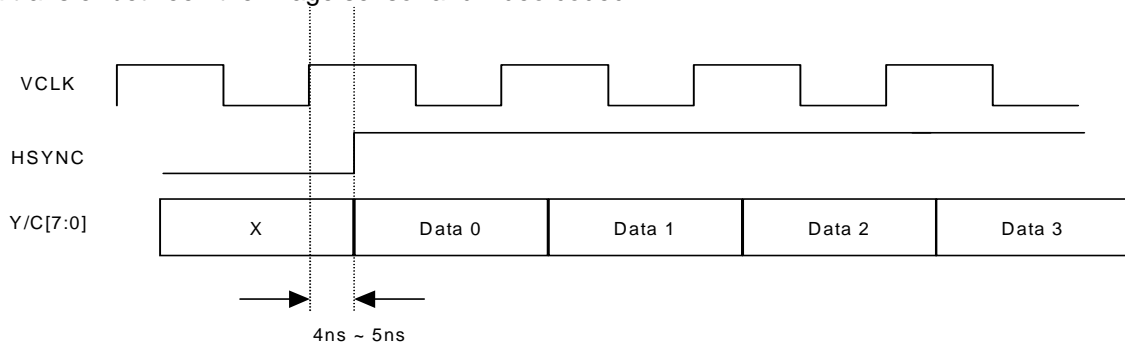 VCLK
HSYNC
Y/C[7:0]
X
Data 0
Data 1
Data 2
Data 3
4ns ~ 5ns